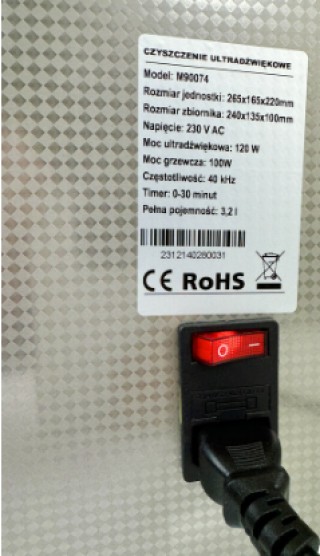 CZYSZCZENIE ULTRADŹWIĘKOWE
Model: M90074
Rozmiar jednostki: 265x165x220mm
Rozmiar zbiornika: 240x135x100mm
Napięcie: 230 V AC
Moc ultradźwiękowa: 120 W
Moc grzewcza: 100W
Częstotliwość: 40 kHz
Timer: 0-30 minut
Pełna pojemność: 3,2 l
2312140280031
CE RoHS